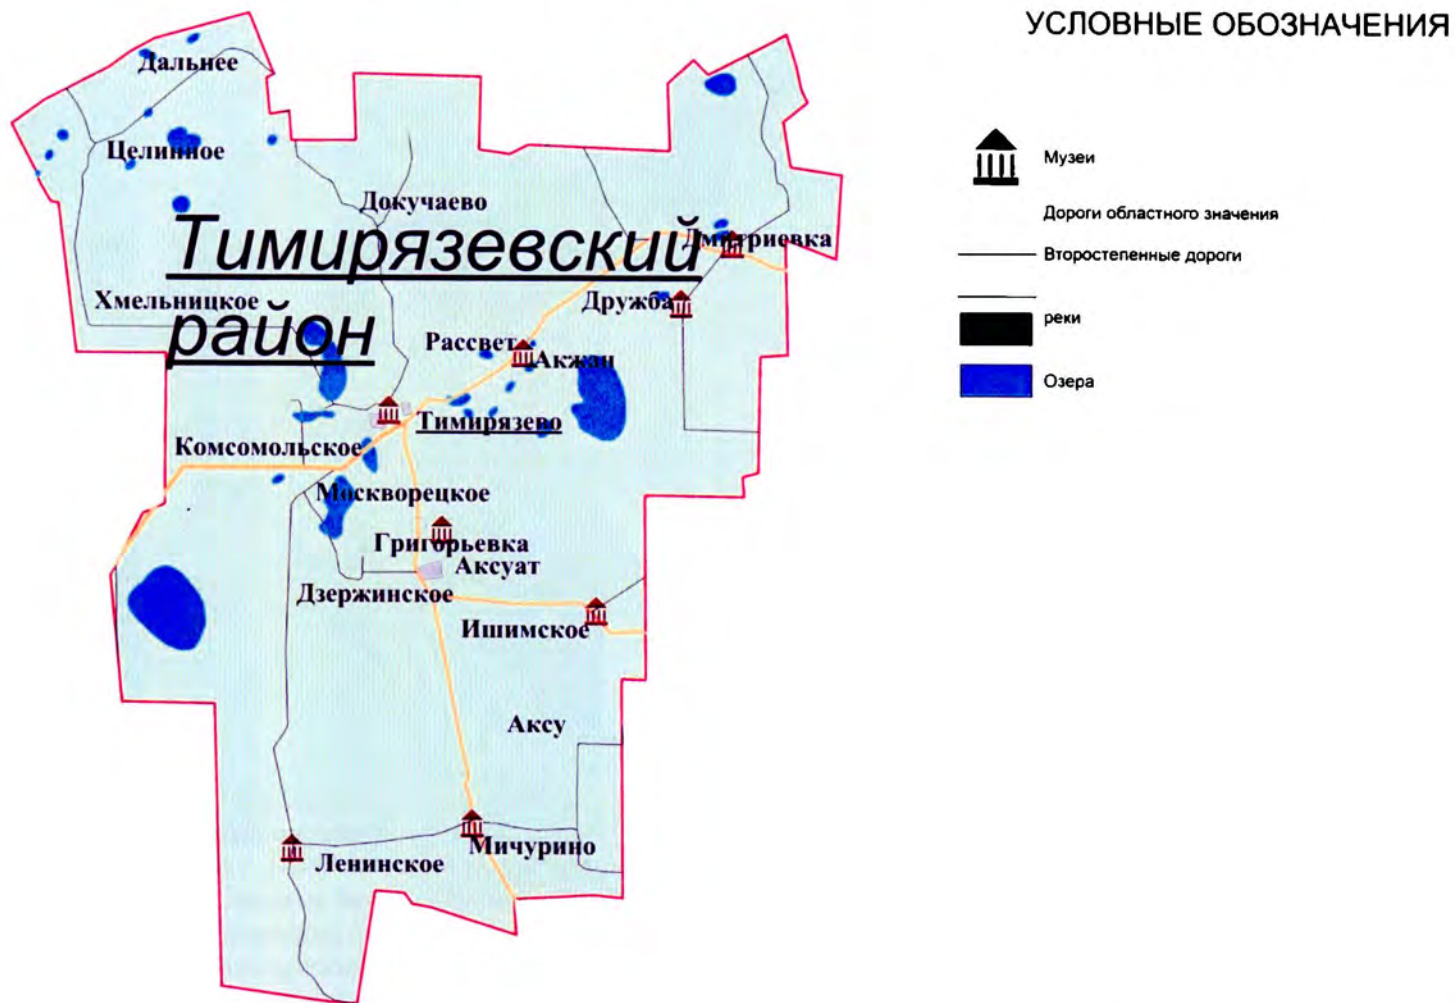 УСЛОВНЫЕ ОБОЗНАЧЕНИЯ
Музеи
Дороги областного значения
Второстепенные дороги
реки
Озера
Дальнее
Целинное
Докучаево
Тимирязевский
район
Дмитриевка
Хмельницкое
Дружба
Рассвет
Акжан
Тимирязево
Комсомольское
Москворецкое
Григорьевка
Аксуат
Дзержинское
Ишимское
Аксу
Мичурино
Ленинское